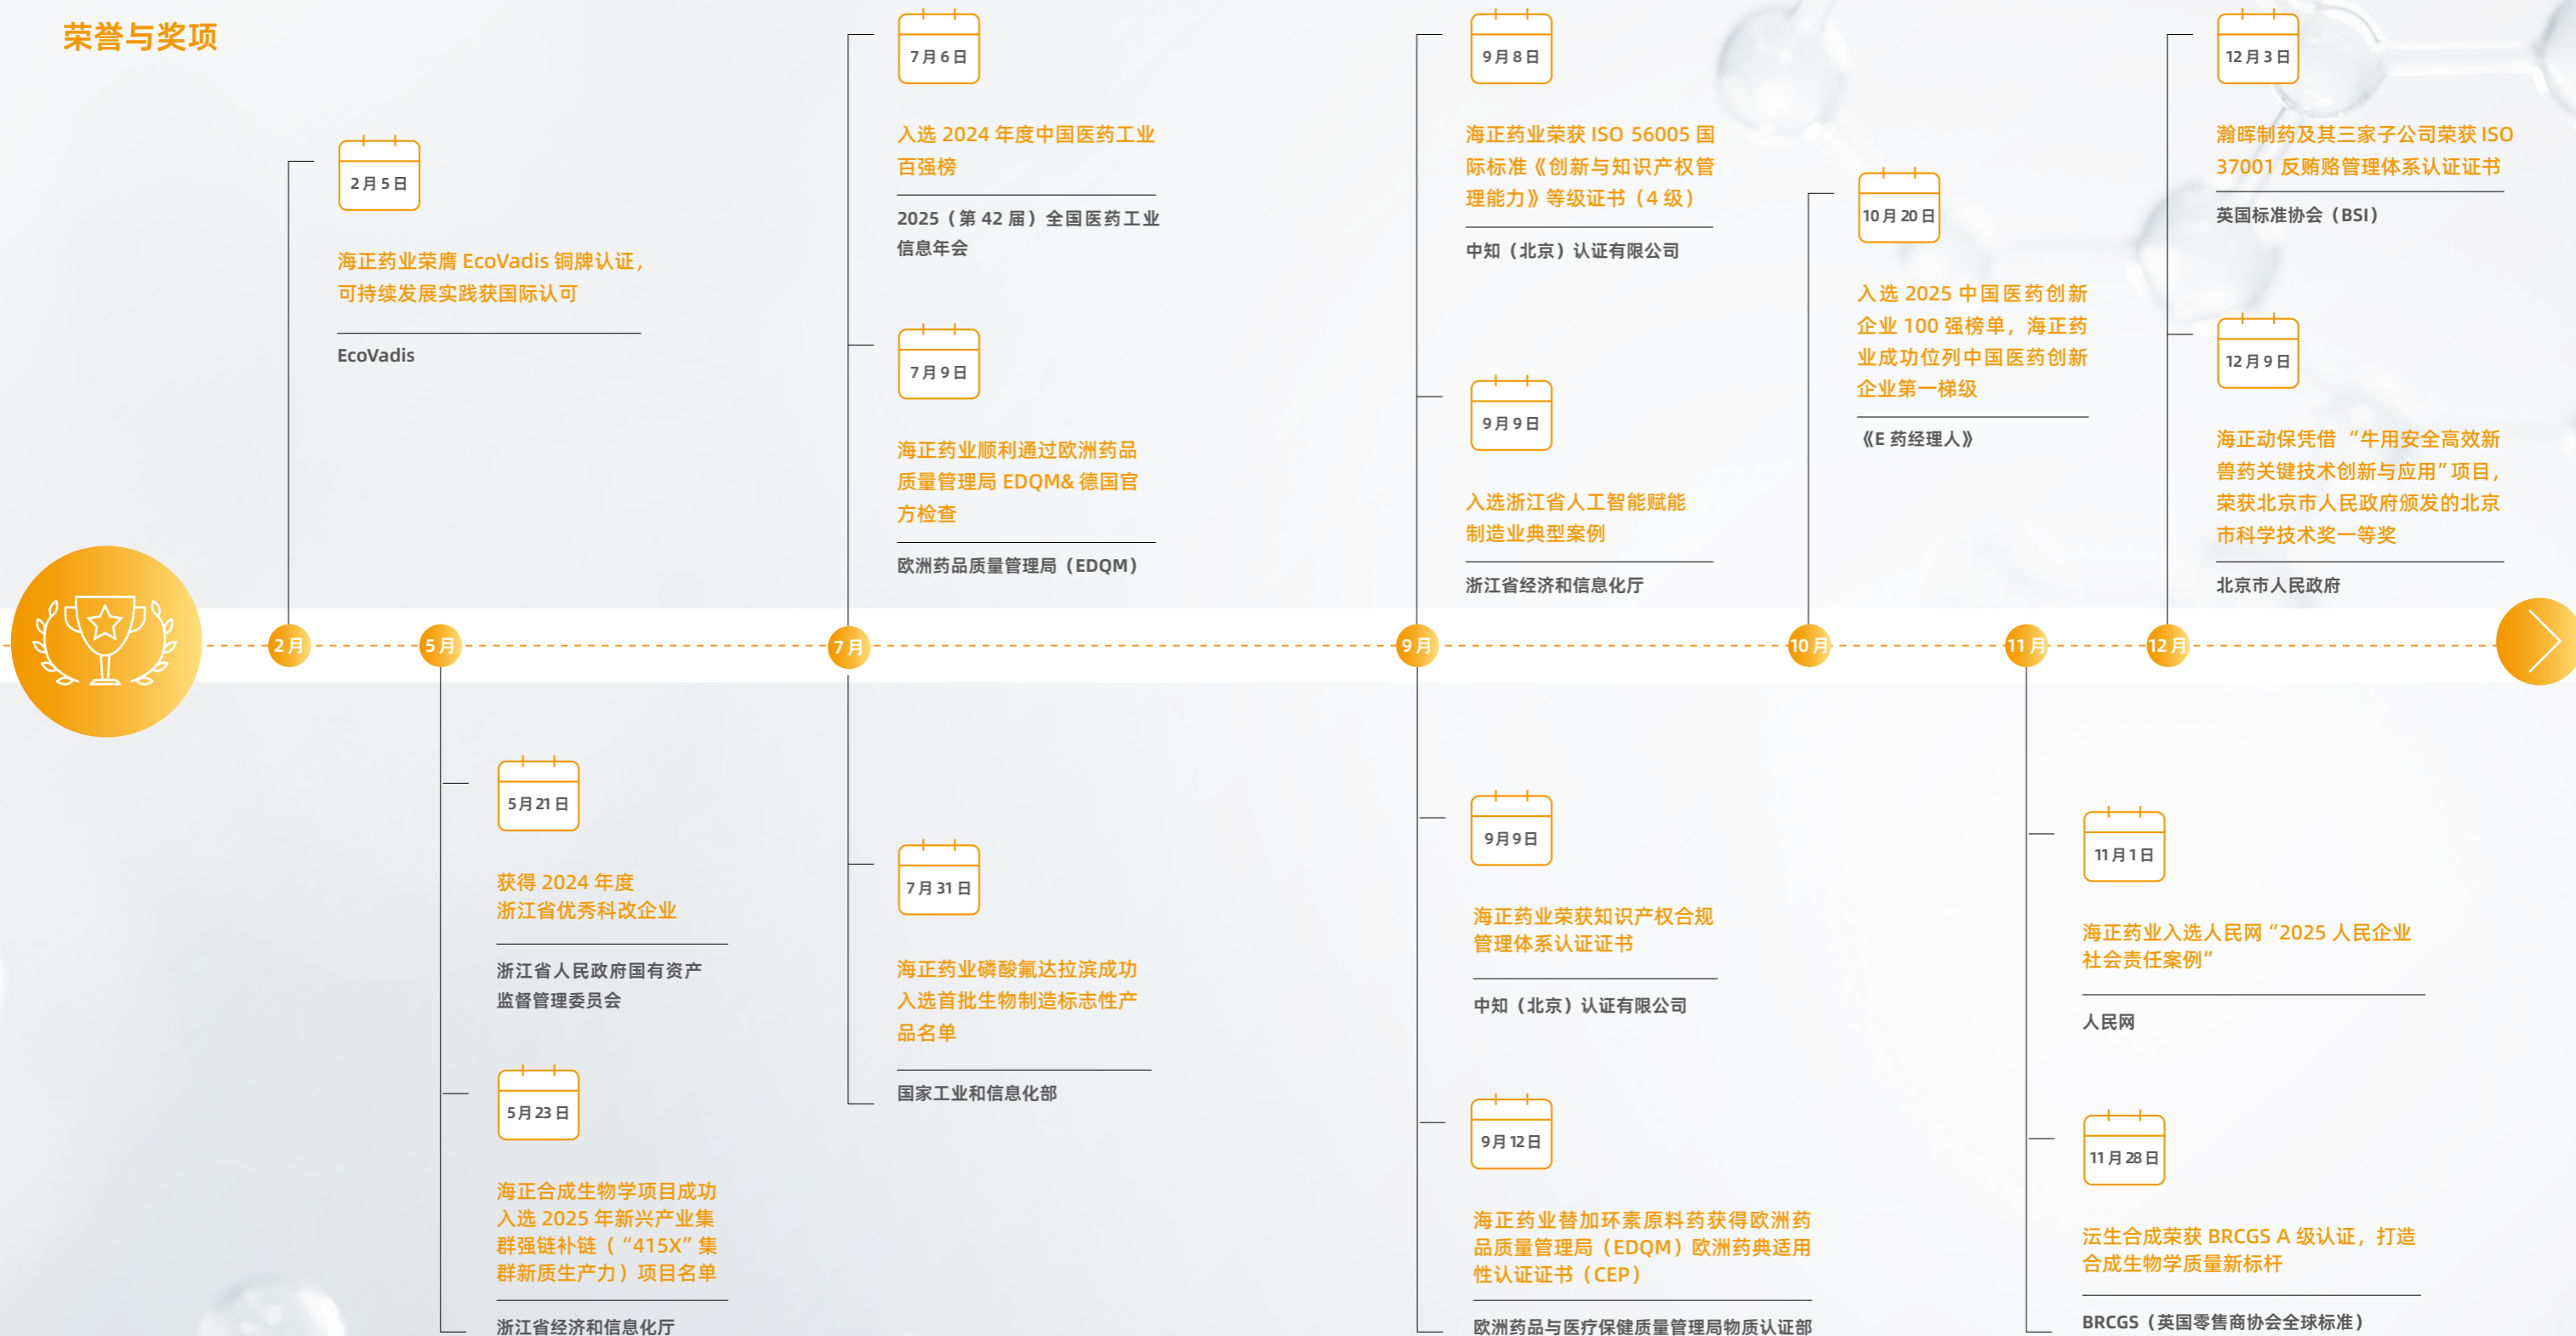 荣誉与奖项
2月5日
海正药业荣膺 EcoVadis 铜牌认证，
可持续发展实践获国际认可
EcoVadis
7月6日
入选 2024 年度中国医药工业
百强榜
2025（第 42 届）全国医药工业
信息年会
7月9日
海正药业顺利通过欧洲药品
质量管理局 EDQM& 德国官
方检查
欧洲药品质量管理局（EDQM）
9月8日
海正药业荣获 ISO 56005 国
际标准《创新与知识产权管
理能力》等级证书（4 级）
中知（北京）认证有限公司
9月9日
入选浙江省人工智能赋能
制造业典型案例
浙江省经济和信息化厅
10月20日
入选 2025 中国医药创新
企业 100 强榜单，海正药
业成功位列中国医药创新
企业第一梯级
《E 药经理人》
12月3日
瀚晖制药及其三家子公司荣获 ISO
37001 反贿赂管理体系认证证书
英国标准协会（BSI）
12月9日
海正动保凭借“牛用安全高效新
兽药关键技术创新与应用”项目，
荣获北京市人民政府颁发的北京
市科学技术奖一等奖
北京市人民政府
2月
5月
7月
9月
10月
11月
12月
5月21日
获得 2024 年度
浙江省优秀科改企业
浙江省人民政府国有资产
监督管理委员会
5月23日
海正合成生物学项目成功
入选 2025 年新兴产业集
群强链补链（“415X”集
群新质生产力）项目名单
浙江省经济和信息化厅
7月31日
海正药业磷酸氟达拉滨成功
入选首批生物制造标志性产
品名单
国家工业和信息化部
9月9日
海正药业荣获知识产权合规
管理体系认证证书
中知（北京）认证有限公司
9月12日
海正药业替加环素原料药获得欧洲药
品质量管理局（EDQM）欧洲药典适用
性认证证书（CEP）
欧洲药品与医疗保健质量管理局物质认证部
11月1日
海正药业入选人民网“2025 人民企业
社会责任案例”
人民网
11月28日
沄生合成荣获 BRCGS A 级认证，打造
合成生物学质量新标杆
BRCGS（英国零售商协会全球标准）